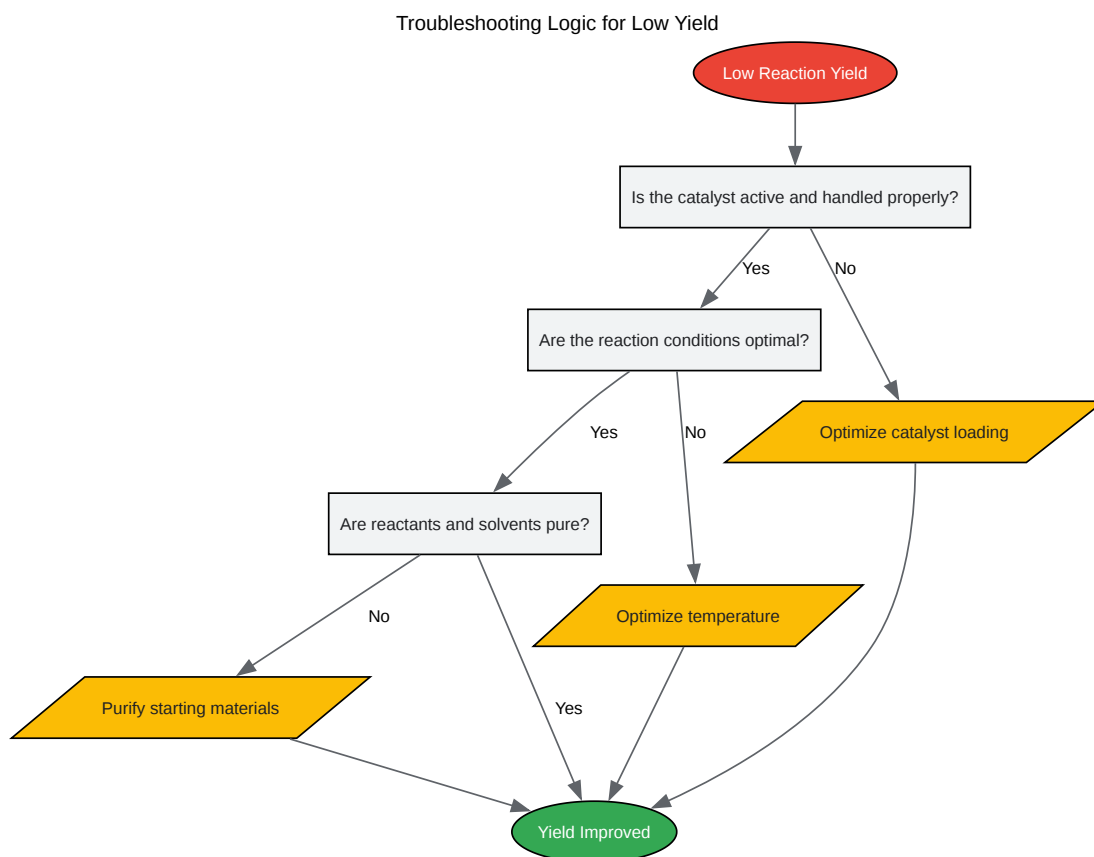 Troubleshooting Logic for Low Yield
Low Reaction Yield
Is the catalyst active and handled properly?
Yes
No
Are the reaction conditions optimal?
Optimize catalyst loading
Yes
No
Are reactants and solvents pure?
Optimize temperature
No
Purify starting materials
Yes
Yield Improved